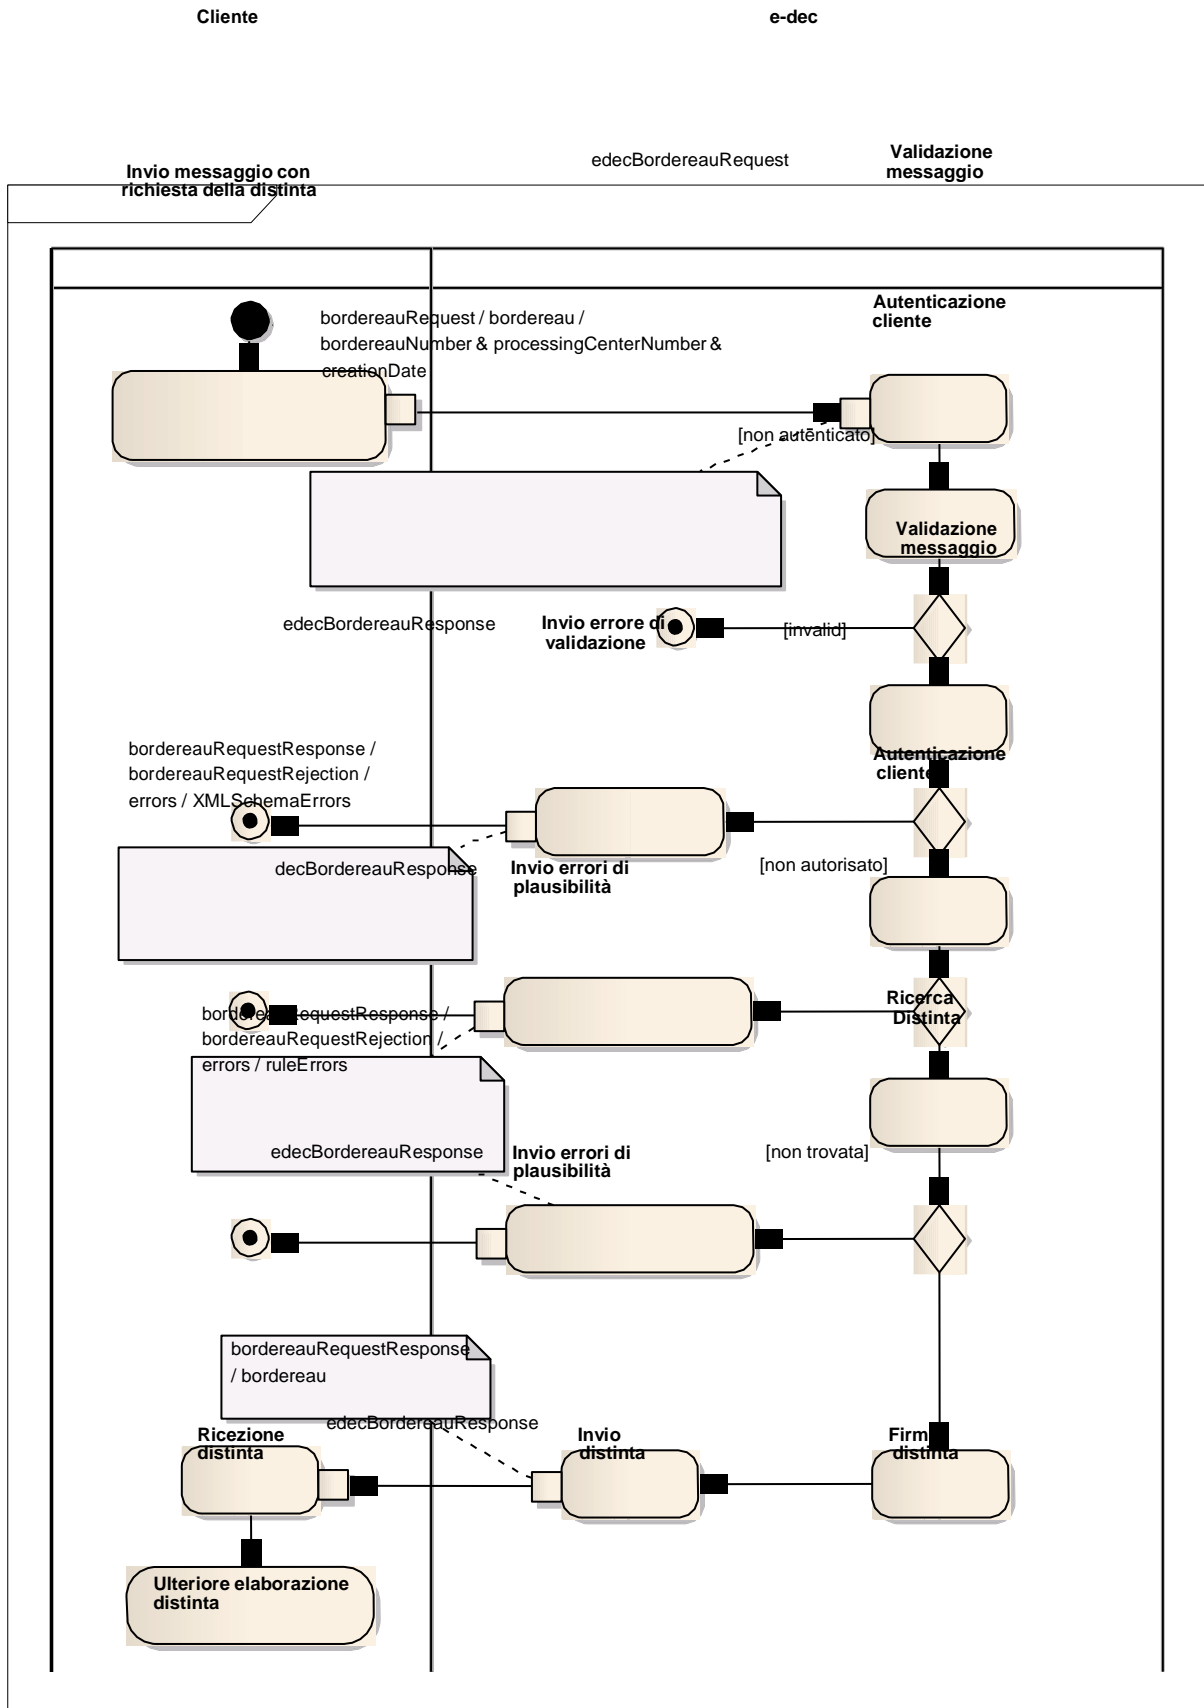 Cliente
e-dec
edecBordereauRequest
Validazione
messaggio
Invio messaggio con
richiesta della distinta
Autenticazione
cliente
bordereauRequest / bordereau /
bordereauNumber & processingCenterNumber &
creationDate
[non autenticato]
Validazione
messaggio
edecBordereauResponse
Invio errore di
validazione
[invalid]
bordereauRequestResponse /
bordereauRequestRejection /
errors / XMLSchemaErrors
Autenticazione
cliente
decBordereauResponse
Invio errori di
plausibilità
[non autorisato]
Ricerca
Distinta
bordereauRequestResponse /
bordereauRequestRejection /
errors / ruleErrors
edecBordereauResponse
Invio errori di
plausibilità
[non trovata]
bordereauRequestResponse
/ bordereau
edecBordereauResponse
Ricezione
distinta
Invio
distinta
Firm
distinta
Ulteriore elaborazione
distinta